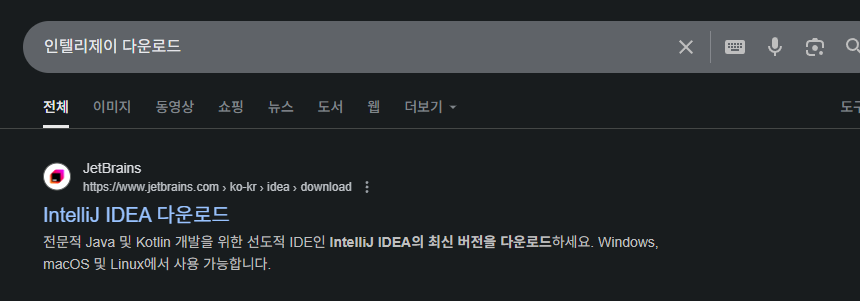 인텔리제이 다운로드
전체 이미지 동영상 쇼핑 뉴스 도서 웹 더보기
JetBrains
https://www.jetbrains.com › ko-kr › idea › download
IntelliJ IDEA 다운로드
전문적 Java 및 Kotlin 개발을 위한 선도적 IDE인 IntelliJ IDEA의 최신 버전을 다운로드하세요. Windows,
macOS 및 Linux에서 사용 가능합니다.